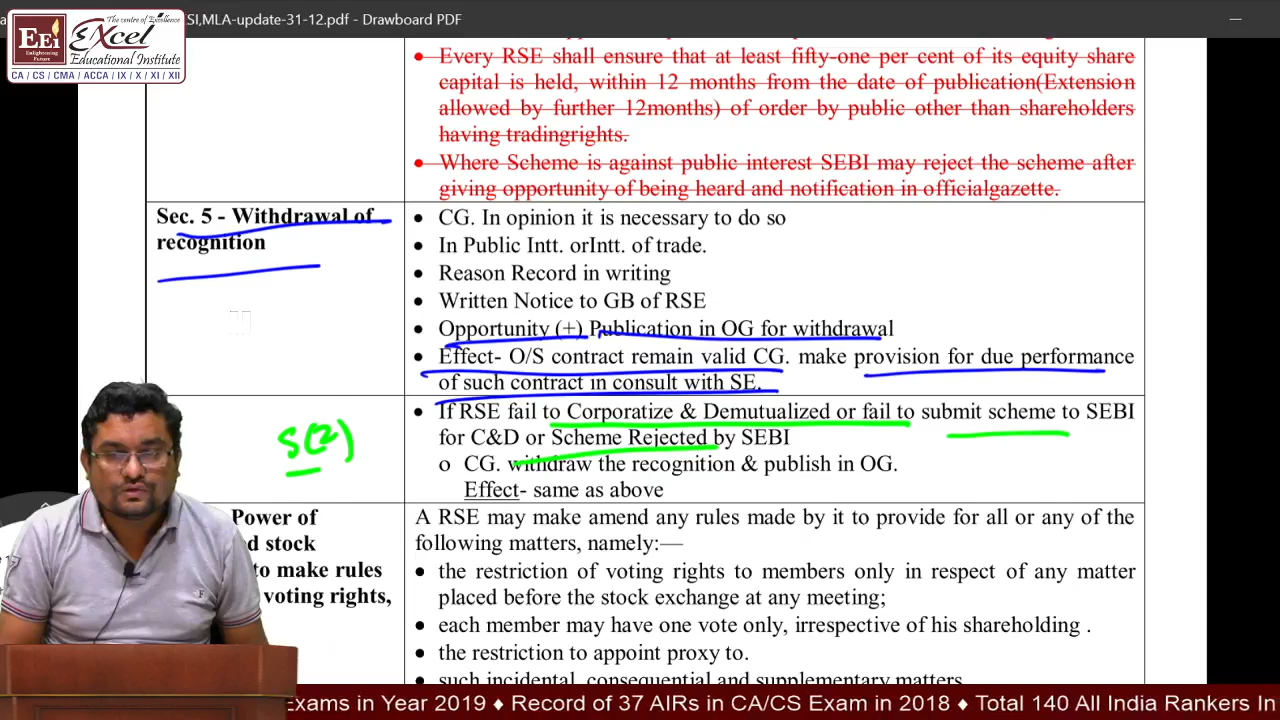 SI,MLA-update-31-12.pdf - Drawboard PDF
EEi
Enlightening
Future
The centre of Excellence
EXcel
Educational Institute
CA / CS / CMA / ACCA / IX / X / XI / XII
• Every RSE shall ensure that at least fifty-one per cent of its equity share
capital is held, within 12 months from the date of publication(Extension
allowed by further 12months) of order by public other than shareholders
having tradingrights.
• Where Scheme is against public interest SEBI may reject the scheme after
giving opportunity of being heard and notification in officialgazette.
Sec. 5 - Withdrawal of
recognition
• CG. In opinion it is necessary to do so
• In Public Intt. orIntt. of trade.
• Reason Record in writing
• Written Notice to GB of RSE
• Opportunity (+) Publication in OG for withdrawal
• Effect- O/S contract remain valid CG. make provision for due performance
of such contract in consult with SE.
5(2)
• If RSE fail to Corporatize & Demutualized or fail to submit scheme to SEBI
for C&D or Scheme Rejected by SEBI
o CG. withdraw the recognition & publish in OG.
Effect- same as above
Power of
d stock
to make rules
voting rights,
A RSE may make amend any rules made by it to provide for all or any of the
following matters, namely:—
• the restriction of voting rights to members only in respect of any matter
placed before the stock exchange at any meeting;
• each member may have one vote only, irrespective of his shareholding .
• the restriction to appoint proxy to.
• such incidental, consequential and supplementary matters
Exams in Year 2019 ♦ Record of 37 AIRs in CA/CS Exam in 2018 ♦ Total 140 All India Rankers In